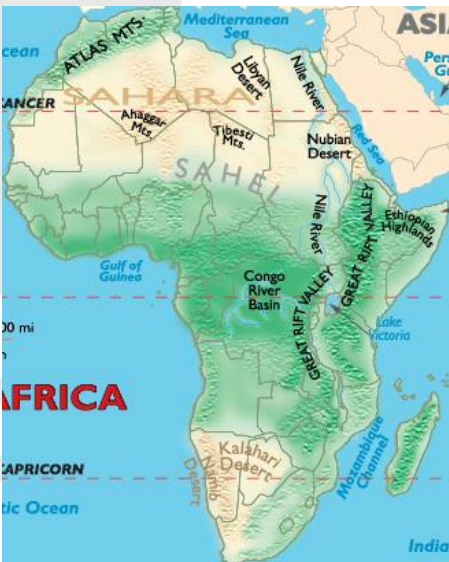 Mediterranean
Sea
ASIA
cean
ATLAS MTS.
Libyan
Desert
Nile River
Pers
Gu
CANCER
SAHARA
Ahaggar
Mts.
Tibesti
Mts.
Red Sea
Nubian
Desert
SAHEL
Nile River
GREAT RIFT VALLEY
Ethiopian
Highlands
Gulf of
Guinea
Congo
River
Basin
GREAT RIFT VALLEY
00 mi
Lake
Victoria
AFRICA
CAPRICORN
Kalahari
Desert
Namib
Desert
Mozambique
Channel
tic Ocean
India